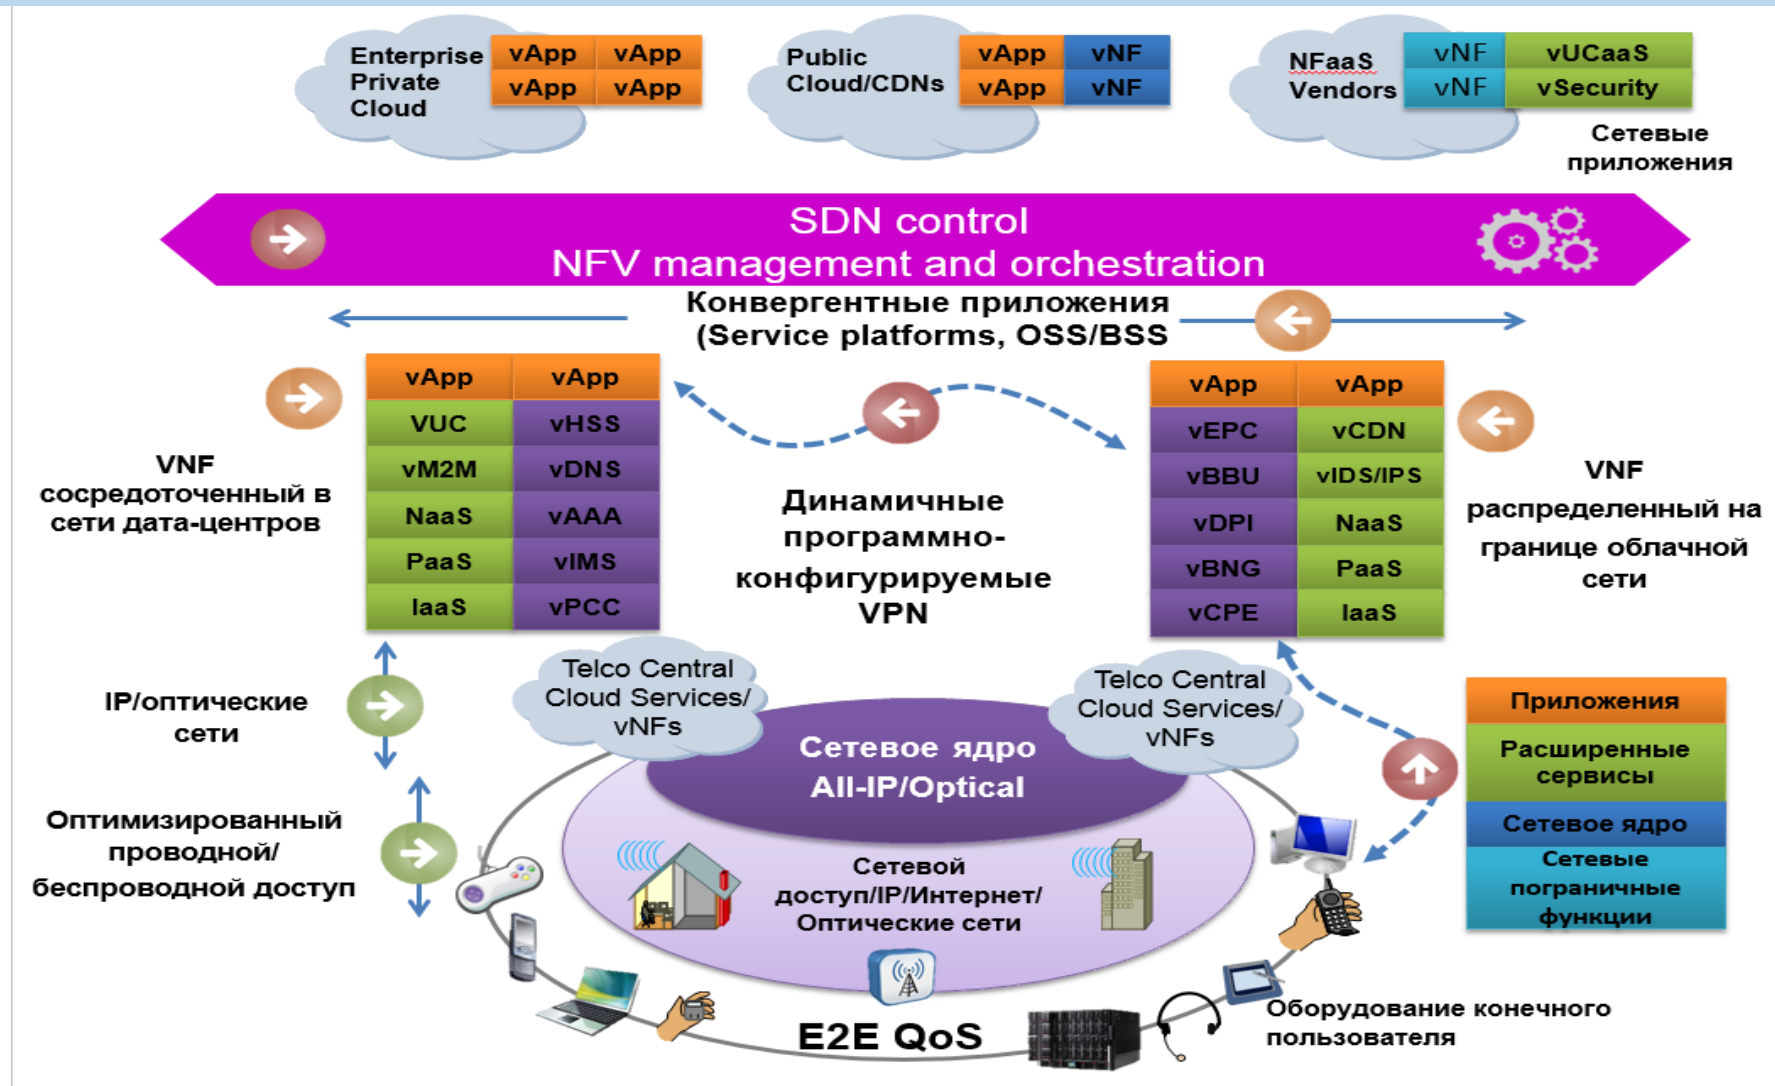 Enterprise
Private
Cloud
vApp vApp
vApp vApp
Public
Cloud/CDNs
vApp vNF
vApp vNF
NFaaS
Vendors
vNF vUCaaS
vNF vSecurity
Сетевые
приложения
SDN control
NFV management and orchestration
Конвергентные приложения
(Service platforms, OSS/BSS
vApp vApp
VUC vHSS
vM2M vDNS
NaaS vAAA
PaaS vIMS
IaaS vPCC
VNF
сосредоточенный в
сети дата-центров
Динамичные
программно-
конфигурируемые
VPN
vApp vApp
vEPC vCDN
vBBU vIDS/IPS
vDPI NaaS
vBNG PaaS
vCPE IaaS
VNF
распределенный на
границе облачной
сети
IP/оптические
сети
Оптимизированный
проводной/
беспроводной доступ
Telco Central
Cloud Services/
vNFs
Telco Central
Cloud Services/
vNFs
Сетевое ядро
All-IP/Optical
Сетевой
доступ/IP/Интернет/
Оптические сети
E2E QoS
Приложения
Расширенные
сервисы
Сетевое ядро
Сетевые
пограничные
функции
Оборудование конечного
пользователя